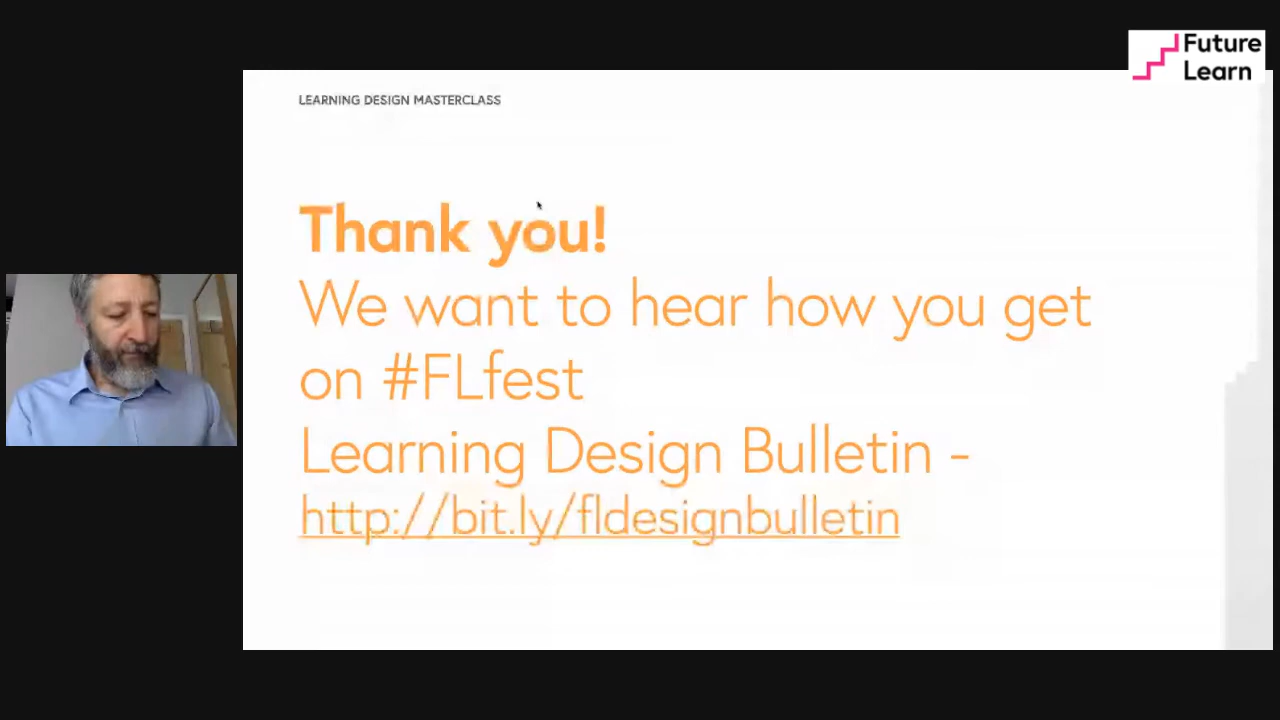 Future
Learn
LEARNING DESIGN MASTERCLASS
Thank you!
We want to hear how you get
on #FLfest
Learning Design Bulletin -
http://bit.ly/fldesignbulletin